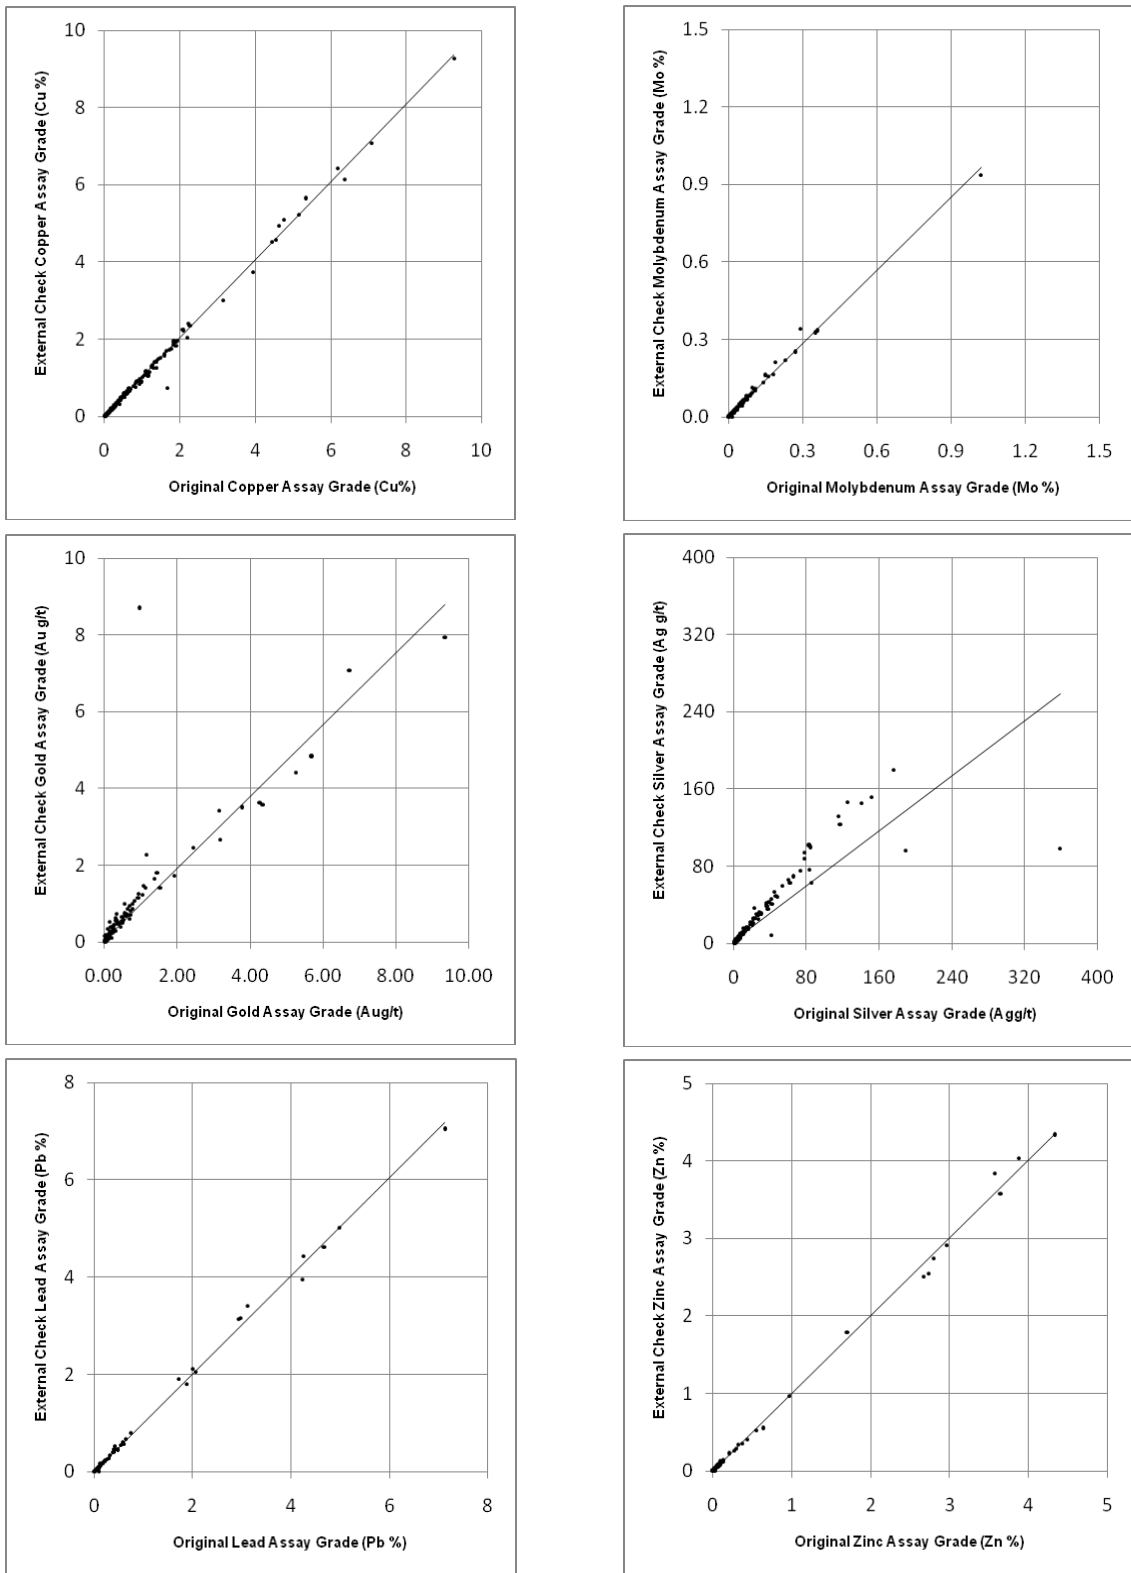 External Check Copper Assay Grade (Cu %)
10
8
6
4
2
0
0 2 4 6 8 10
Original Copper Assay Grade (Cu%)
External Check Molybdenum Assay Grade (Mo %)
1.5
1.2
0.9
0.6
0.3
0.0
0 0.3 0.6 0.9 1.2 1.5
Original Molybdenum Assay Grade (Mo %)
External Check Gold Assay Grade (Au g/t)
10
8
6
4
2
0
0.00 2.00 4.00 6.00 8.00 10.00
Original Gold Assay Grade (Aug/t)
External Check Silver Assay Grade (Ag g/t)
400
320
240
160
80
0
0 80 160 240 320 400
Original Silver Assay Grade (Agg/t)
External Check Lead Assay Grade (Pb %)
8
6
4
2
0
0 2 4 6 8
Original Lead Assay Grade (Pb %)
External Check Zinc Assay Grade (Zn %)
5
4
3
2
1
0
0 1 2 3 4 5
Original Zinc Assay Grade (Zn %)